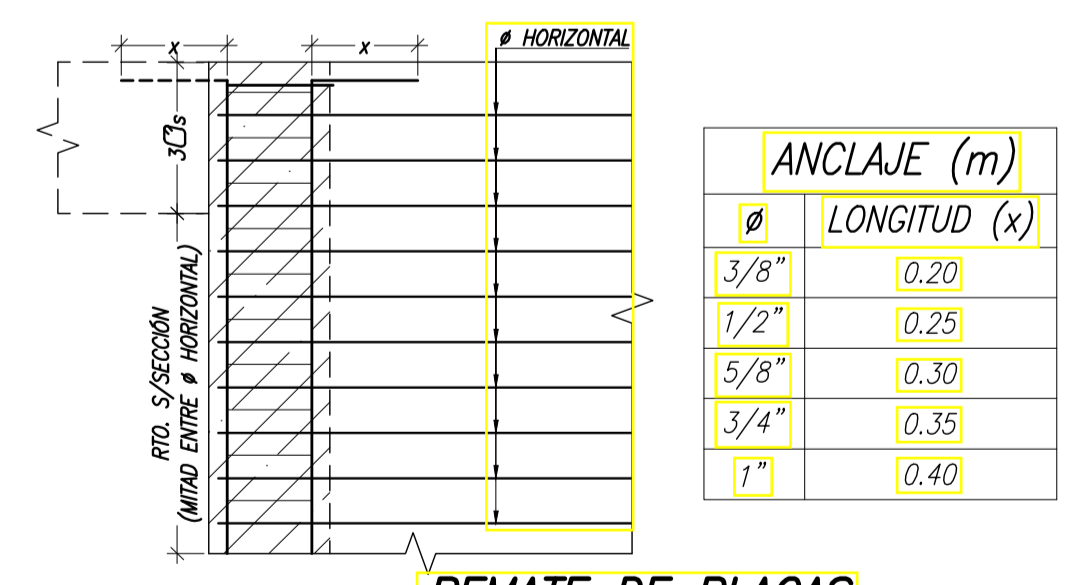 ø HORIZONTAL
x
x
3□s
RTO. S/SECCIÓN
(MITAD ENTRE ø HORIZONTAL)
ANCLAJE (m)
ø LONGITUD (x)
3/8" 0.20
1/2" 0.25
5/8" 0.30
3/4" 0.35
1" 0.40
REMATE DE PLACAS